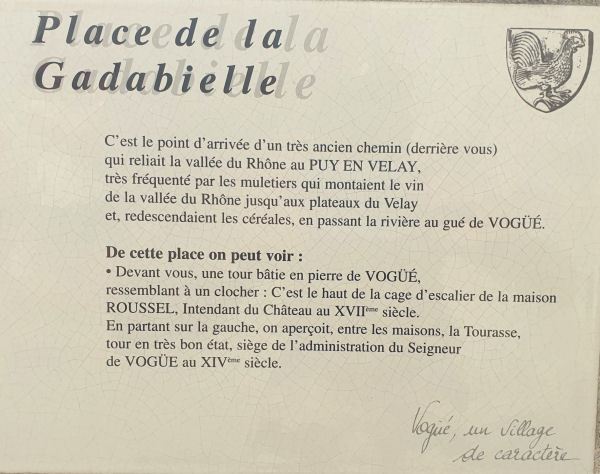 Place de la
Gadabielle
C'est le point d'arrivée d'un très ancien chemin (derrière vous)
qui reliait la vallée du Rhône au PUY EN VELAY,
très fréquenté par les muletiers qui montaient le vin
de la vallée du Rhône jusqu'aux plateaux du Velay
et, redescendaient les céréales, en passant la rivière au gué de VOGÜÉ.
De cette place on peut voir :
• Devant vous, une tour bâtie en pierre de VOGÜÉ,
ressemblant à un clocher : C'est le haut de la cage d'escalier de la maison
ROUSSEL, Intendant du Château au XVIIème siècle.
En partant sur la gauche, on aperçoit, entre les maisons, la Tourasse,
tour en très bon état, siège de l'administration du Seigneur
de VOGÜE au XIVème siècle.
Vogüé, un village
de caractère